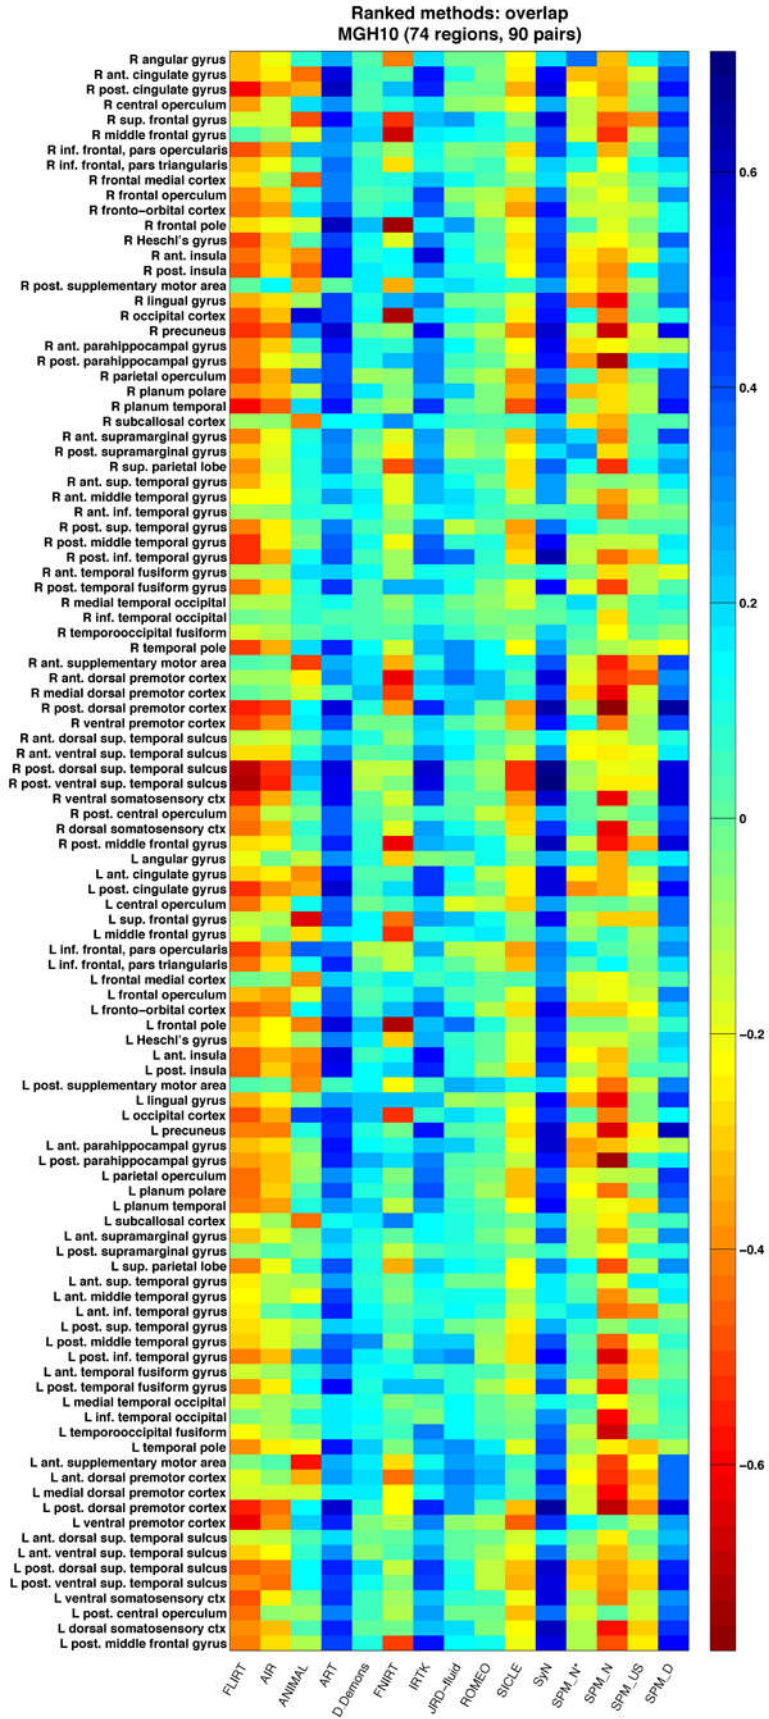 Ranked methods: overlap
MGH10 (74 regions, 90 pairs)
R angular gyrus
R ant. cingulate gyrus
R post. cingulate gyrus
R central operculum
R sup. frontal gyrus
R middle frontal gyrus
R inf. frontal, pars opercularis
R inf. frontal, pars triangularis
R frontal medial cortex
R frontal operculum
R fronto−orbital cortex
R frontal pole
R Heschl's gyrus
R ant. insula
R post. insula
R post. supplementary motor area
R lingual gyrus
R occipital cortex
R precuneus
R ant. parahippocampal gyrus
R post. parahippocampal gyrus
R parietal operculum
R planum polare
R planum temporal
R subcallosal cortex
R ant. supramarginal gyrus
R post. supramarginal gyrus
R sup. parietal lobe
R ant. sup. temporal gyrus
R ant. middle temporal gyrus
R ant. inf. temporal gyrus
R post. sup. temporal gyrus
R post. middle temporal gyrus
R post. inf. temporal gyrus
R ant. temporal fusiform gyrus
R post. temporal fusiform gyrus
R medial temporal occipital
R inf. temporal occipital
R temporooccipital fusiform
R temporal pole
R ant. supplementary motor area
R ant. dorsal premotor cortex
R medial dorsal premotor cortex
R post. dorsal premotor cortex
R ventral premotor cortex
R ant. dorsal sup. temporal sulcus
R ant. ventral sup. temporal sulcus
R post. dorsal sup. temporal sulcus
R post. ventral sup. temporal sulcus
R ventral somatosensory ctx
R post. central operculum
R dorsal somatosensory ctx
R post. middle frontal gyrus
L angular gyrus
L ant. cingulate gyrus
L post. cingulate gyrus
L central operculum
L sup. frontal gyrus
L middle frontal gyrus
L inf. frontal, pars opercularis
L inf. frontal, pars triangularis
L frontal medial cortex
L frontal operculum
L fronto−orbital cortex
L frontal pole
L Heschl's gyrus
L ant. insula
L post. insula
L post. supplementary motor area
L lingual gyrus
L occipital cortex
L precuneus
L ant. parahippocampal gyrus
L post. parahippocampal gyrus
L parietal operculum
L planum polare
L planum temporal
L subcallosal cortex
L ant. supramarginal gyrus
L post. supramarginal gyrus
L sup. parietal lobe
L ant. sup. temporal gyrus
L ant. middle temporal gyrus
L ant. inf. temporal gyrus
L post. sup. temporal gyrus
L post. middle temporal gyrus
L post. inf. temporal gyrus
L ant. temporal fusiform gyrus
L post. temporal fusiform gyrus
L medial temporal occipital
L inf. temporal occipital
L temporooccipital fusiform
L temporal pole
L ant. supplementary motor area
L ant. dorsal premotor cortex
L medial dorsal premotor cortex
L post. dorsal premotor cortex
L ventral premotor cortex
L ant. dorsal sup. temporal sulcus
L ant. ventral sup. temporal sulcus
L post. dorsal sup. temporal sulcus
L post. ventral sup. temporal sulcus
L ventral somatosensory ctx
L post. central operculum
L dorsal somatosensory ctx
L post. middle frontal gyrus
FLIRT
AIR
ANIMAL
ART
D.Demons
FNIRT
IRTK
JRD−fluid
ROMEO
SICLE
SyN
SPM_N*
SPM_N
SPM_US
SPM_D
0.6
0.4
0.2
0
−0.2
−0.4
−0.6